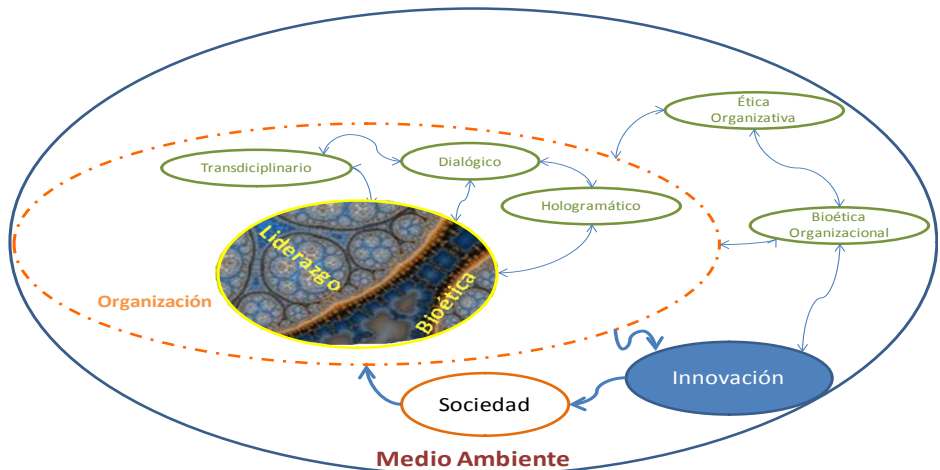 Ética
Organizativa
Transdiciplinario
Dialógico
Hologramático
Bioética
Organizacional
Liderazgo
Bioética
Organización
Innovación
Sociedad
Medio Ambiente